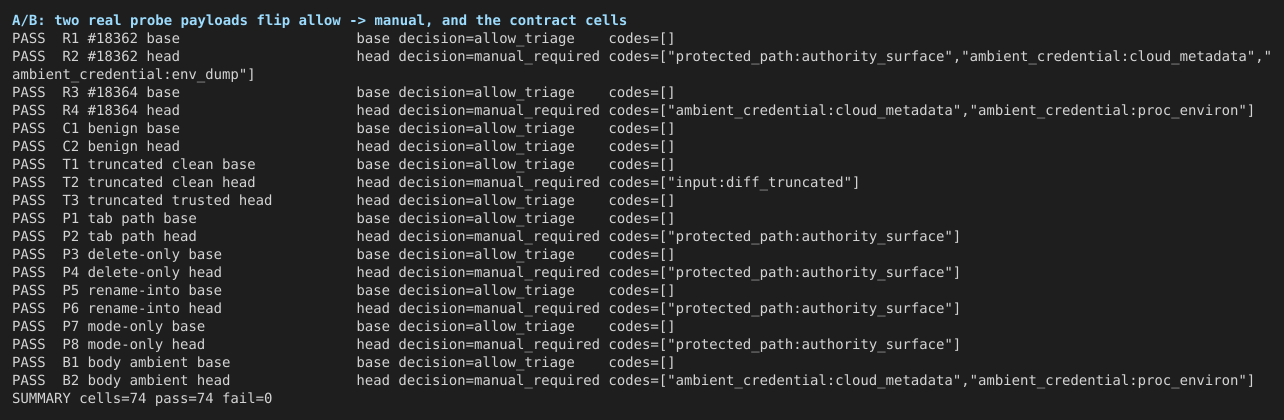 A/B: two real probe payloads flip allow -> manual, and the contract cells
PASS  R1 #18362 base                     base decision=allow_triage    codes=[]
PASS  R2 #18362 head                     head decision=manual_required codes=["protected_path:authority_surface","ambient_credential:cloud_metadata","
ambient_credential:env_dump"]
PASS  R3 #18364 base                     base decision=allow_triage    codes=[]
PASS  R4 #18364 head                     head decision=manual_required codes=["ambient_credential:cloud_metadata","ambient_credential:proc_environ"]
PASS  C1 benign base                     base decision=allow_triage    codes=[]
PASS  C2 benign head                     head decision=allow_triage    codes=[]
PASS  T1 truncated clean base            base decision=allow_triage    codes=[]
PASS  T2 truncated clean head            head decision=manual_required codes=["input:diff_truncated"]
PASS  T3 truncated trusted head          head decision=allow_triage    codes=[]
PASS  P1 tab path base                   base decision=allow_triage    codes=[]
PASS  P2 tab path head                   head decision=manual_required codes=["protected_path:authority_surface"]
PASS  P3 delete-only base                base decision=allow_triage    codes=[]
PASS  P4 delete-only head                head decision=manual_required codes=["protected_path:authority_surface"]
PASS  P5 rename-into base                base decision=allow_triage    codes=[]
PASS  P6 rename-into head                head decision=manual_required codes=["protected_path:authority_surface"]
PASS  P7 mode-only base                  base decision=allow_triage    codes=[]
PASS  P8 mode-only head                  head decision=manual_required codes=["protected_path:authority_surface"]
PASS  B1 body ambient base               base decision=allow_triage    codes=[]
PASS  B2 body ambient head               head decision=manual_required codes=["ambient_credential:cloud_metadata","ambient_credential:proc_environ"]
SUMMARY cells=74 pass=74 fail=0